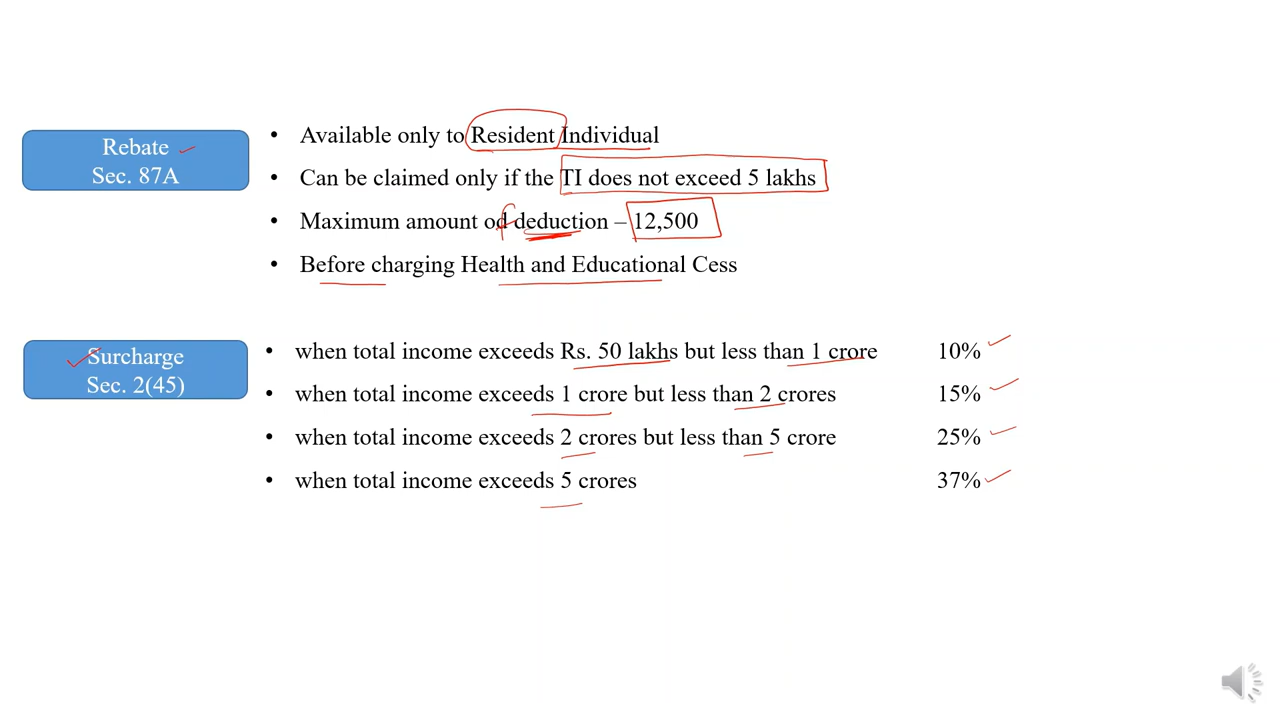 Rebate
Sec. 87A
• Available only to Resident Individual
• Can be claimed only if the TI does not exceed 5 lakhs
• Maximum amount od deduction – 12,500
f
• Before charging Health and Educational Cess
Surcharge
Sec. 2(45)
• when total income exceeds Rs. 50 lakhs but less than 1 crore 10%
• when total income exceeds 1 crore but less than 2 crores 15%
• when total income exceeds 2 crores but less than 5 crore 25%
• when total income exceeds 5 crores 37%